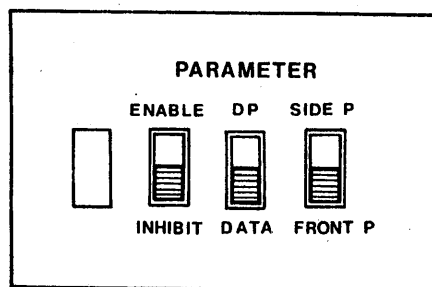 PARAMETER
ENABLE DP SIDE P
INHIBIT DATA FRONT P